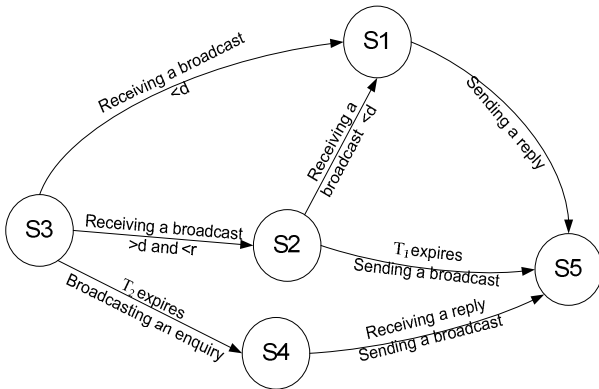 S1
Receiving a broadcast
<d
Sending a reply
Receiving a
broadcast <d
S3
Receiving a broadcast
>d and <r
S2
T1 expires
Sending a broadcast
S5
T2 expires
Broadcasting an enquiry
S4
Receiving a reply
Sending a broadcast